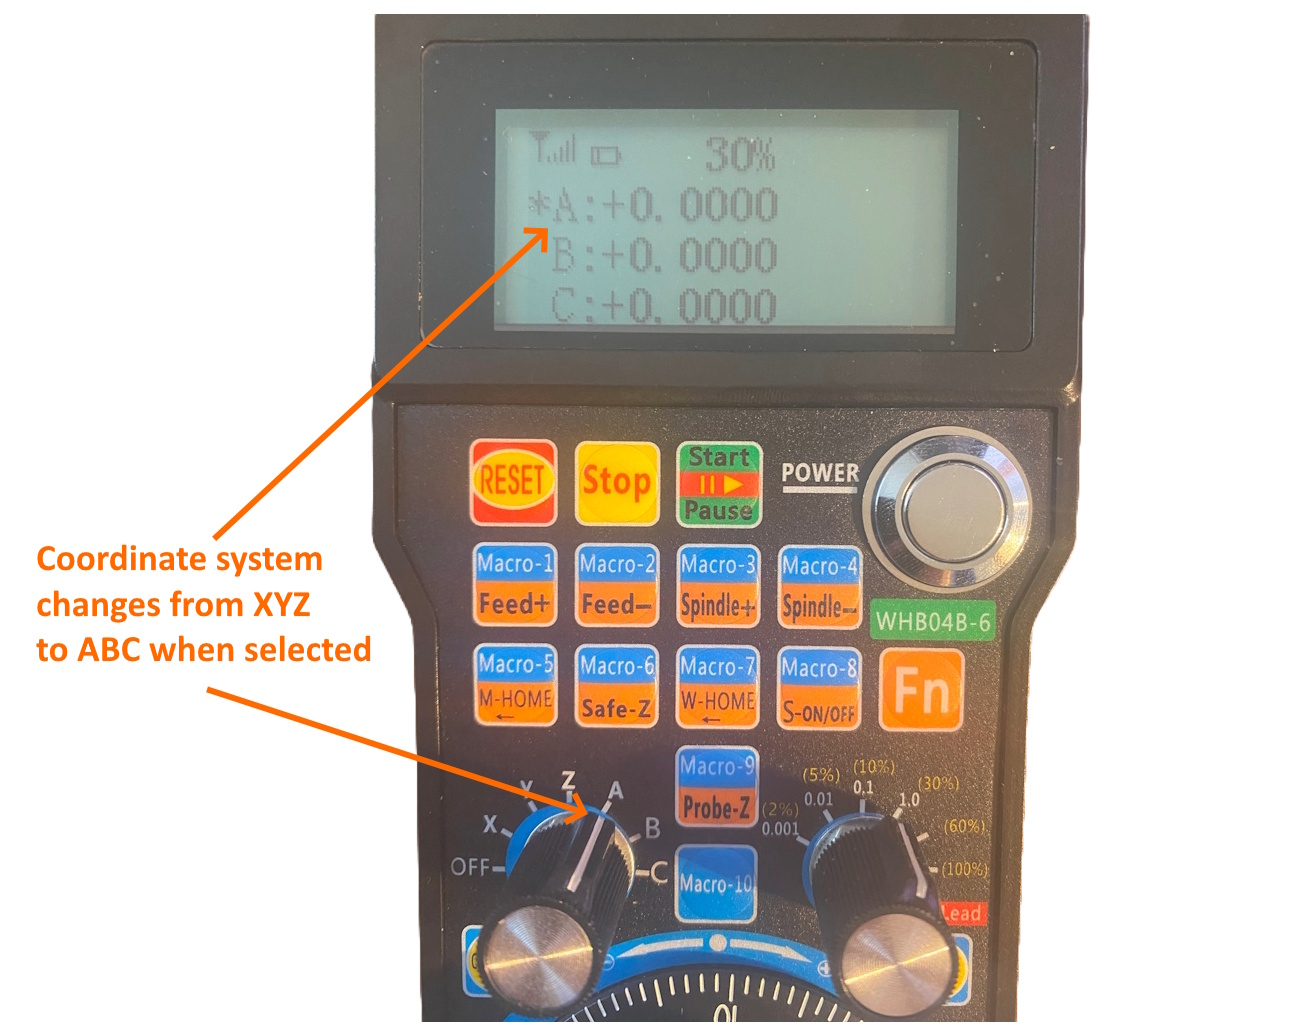 30%
*A:+0.0000
B:+0.0000
C:+0.0000
Coordinate system
changes from XYZ
to ABC when selected
RESET
Stop
Start
Pause
POWER
Macro-1
Feed+
Macro-2
Feed−
Macro-3
Spindle+
Macro-4
Spindle−
WHB04B-6
Macro-5
M-HOME
Macro-6
Safe-Z
Macro-7
W-HOME
Macro-8
S-ON/OFF
Fn
Macro-9
Probe-Z
Macro-10
OFF
X
Y
Z
A
B
C
(2%)
0.001
(5%)
0.01
(10%)
0.1
(30%)
1.0
(60%)
(100%)
Lead
−
+